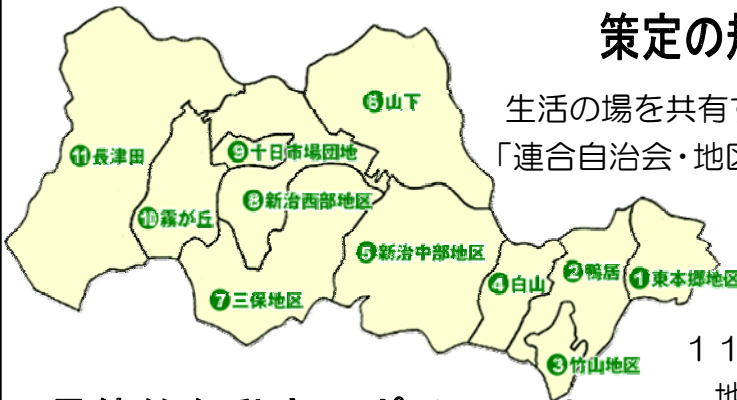 策定の
生活の場を共有す
「連合自治会・地区
⑥山下
⑪長津田
⑨十日市場団地
⑧新治西部地区
⑩霧が丘
⑤新治中部地区
②鴨居
①東本郷地区
④白山
⑦三保地区
③竹山地区
11
地